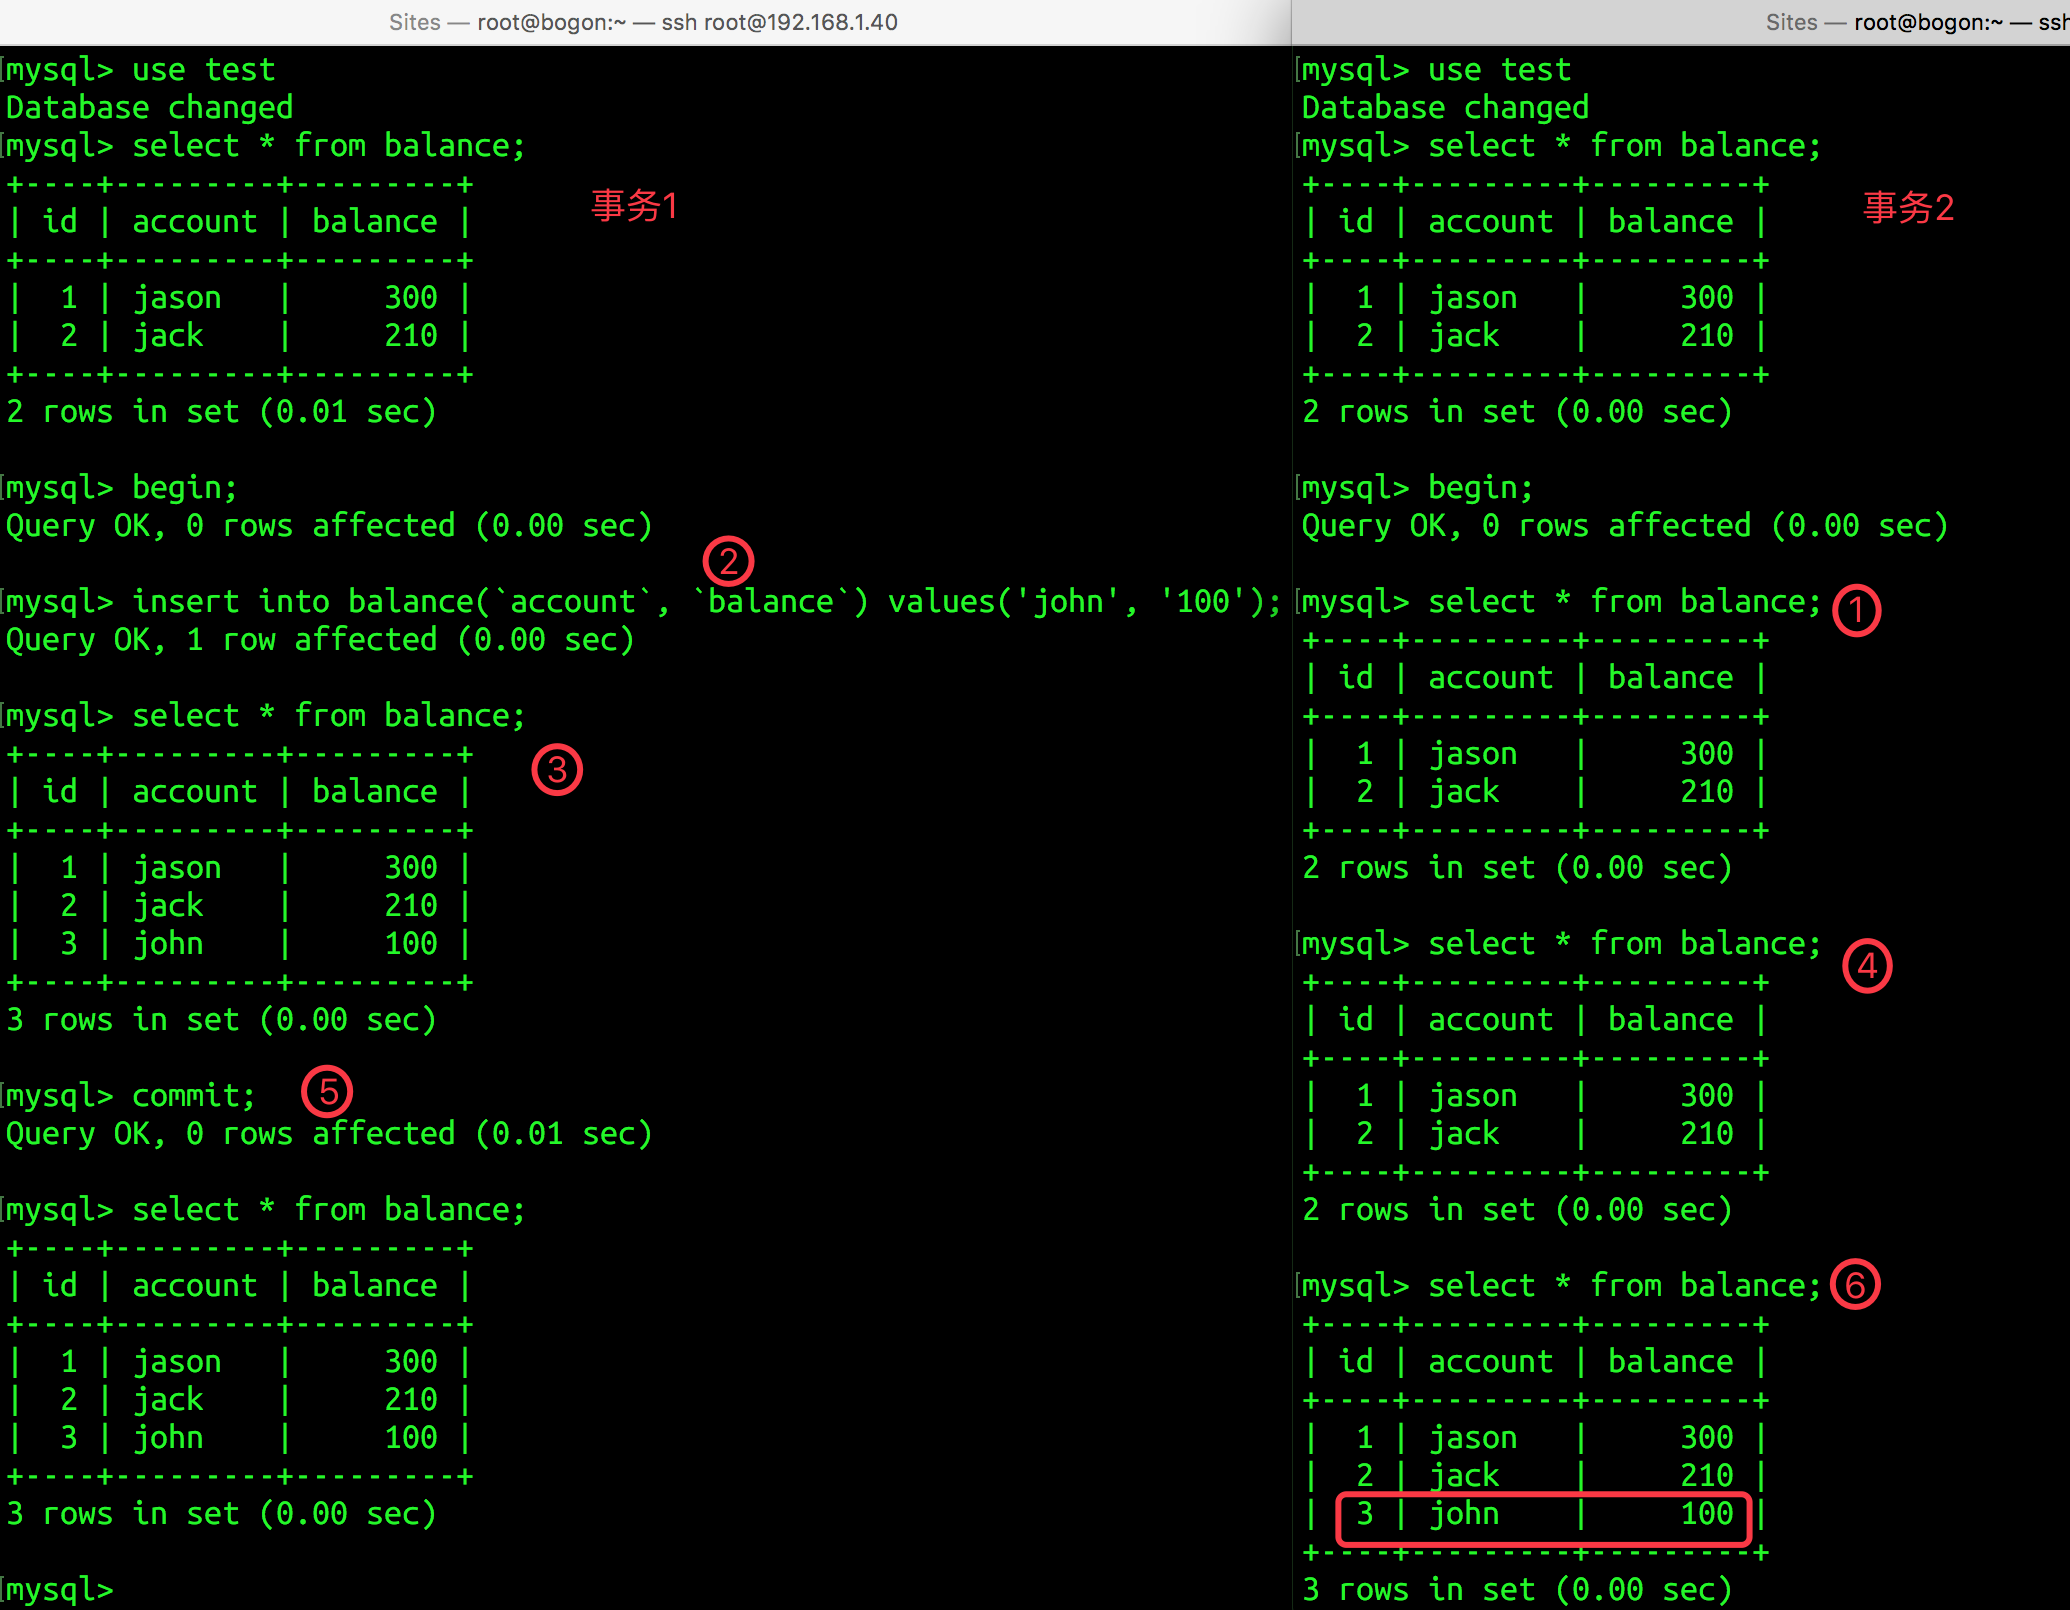 Sites — root@bogon:~ — ssh root@192.168.1.40
mysql> use test
Database changed
mysql> select * from balance;
+----+---------+---------+
| id | account | balance |
+----+---------+---------+
|  1 | jason   |     300 |
|  2 | jack    |     210 |
+----+---------+---------+
2 rows in set (0.01 sec)
事务1
mysql> begin;
Query OK, 0 rows affected (0.00 sec)
②
mysql> insert into balance(`account`, `balance`) values('john', '100');
Query OK, 1 row affected (0.00 sec)
mysql> select * from balance;
③
+----+---------+---------+
| id | account | balance |
+----+---------+---------+
|  1 | jason   |     300 |
|  2 | jack    |     210 |
|  3 | john    |     100 |
+----+---------+---------+
3 rows in set (0.00 sec)
mysql> commit; ⑤
Query OK, 0 rows affected (0.01 sec)
mysql> select * from balance;
+----+---------+---------+
| id | account | balance |
+----+---------+---------+
|  1 | jason   |     300 |
|  2 | jack    |     210 |
|  3 | john    |     100 |
+----+---------+---------+
3 rows in set (0.00 sec)
mysql>
Sites — root@bogon:~ — ssh
mysql> use test
Database changed
mysql> select * from balance;
+----+---------+---------+
| id | account | balance |
+----+---------+---------+
|  1 | jason   |     300 |
|  2 | jack    |     210 |
+----+---------+---------+
2 rows in set (0.00 sec)
事务2
mysql> begin;
Query OK, 0 rows affected (0.00 sec)
mysql> select * from balance; ①
+----+---------+---------+
| id | account | balance |
+----+---------+---------+
|  1 | jason   |     300 |
|  2 | jack    |     210 |
+----+---------+---------+
2 rows in set (0.00 sec)
mysql> select * from balance; ④
+----+---------+---------+
| id | account | balance |
+----+---------+---------+
|  1 | jason   |     300 |
|  2 | jack    |     210 |
+----+---------+---------+
2 rows in set (0.00 sec)
mysql> select * from balance; ⑥
+----+---------+---------+
| id | account | balance |
+----+---------+---------+
|  1 | jason   |     300 |
|  2 | jack    |     210 |
|  3 | john    |     100 |
+----+---------+---------+
3 rows in set (0.00 sec)